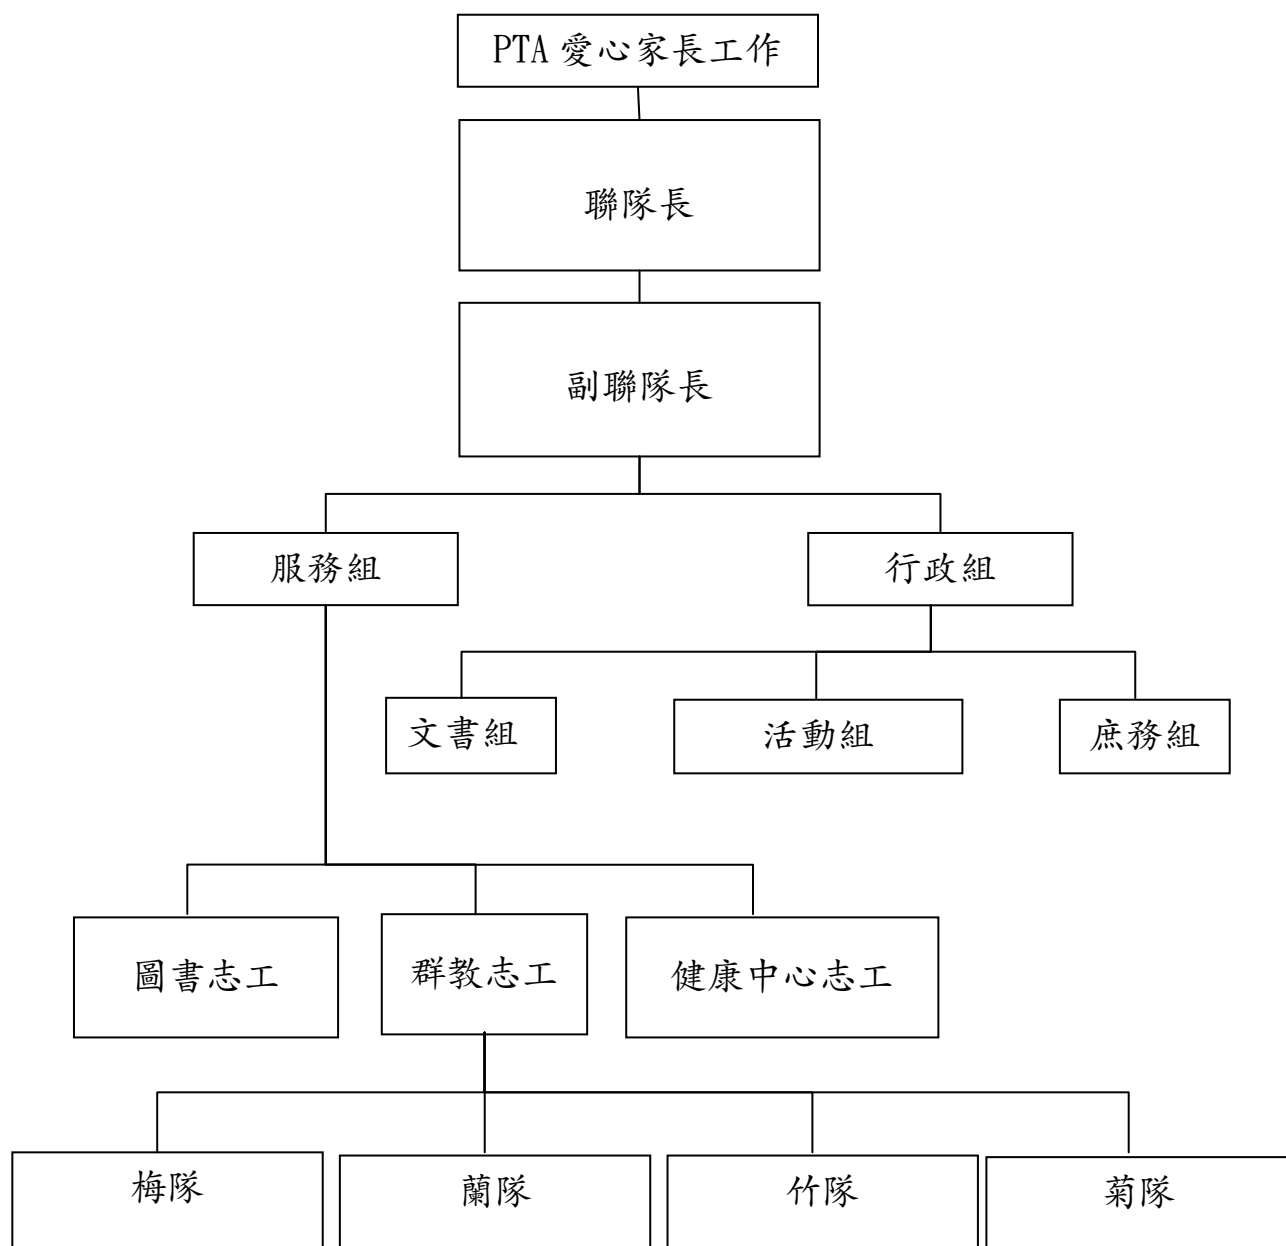 PTA 愛心家長工作
聯隊長
副聯隊長
服務組
行政組
文書組
活動組
庶務組
圖書志工
群教志工
健康中心志工
梅隊
蘭隊
竹隊
菊隊